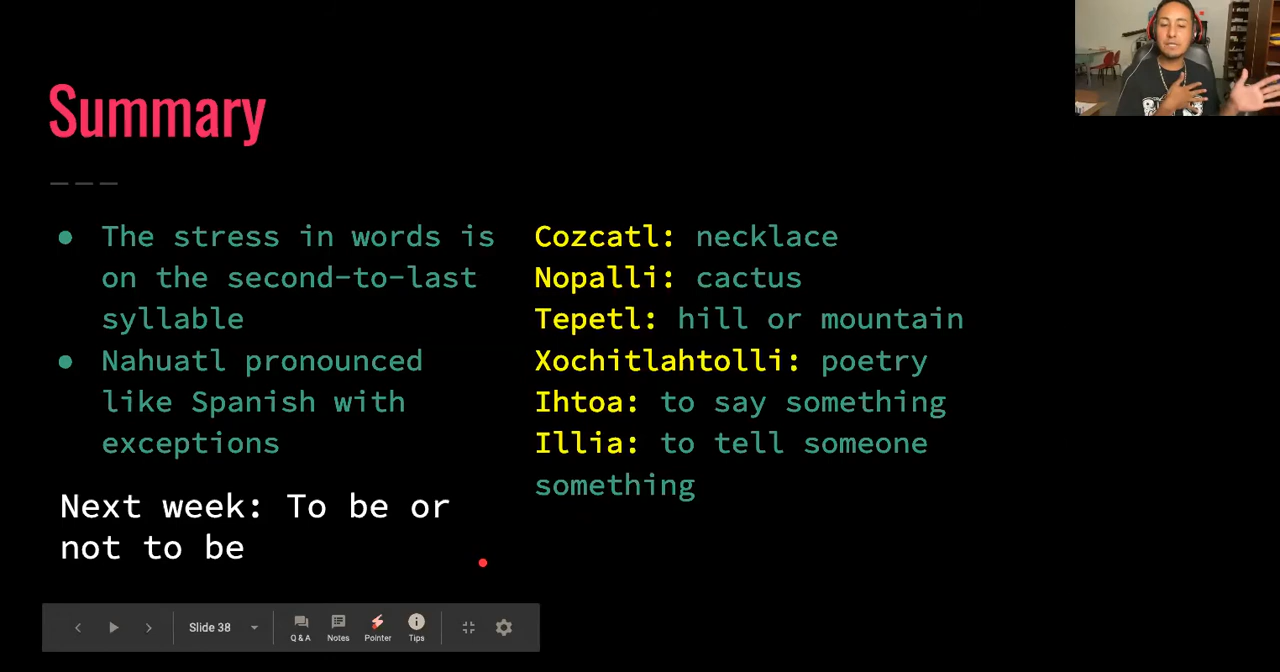 Summary
The stress in words is
on the second-to-last
syllable
Nahuatl pronounced
like Spanish with
exceptions
Next week: To be or
not to be
Cozcatl: necklace
Nopalli: cactus
Tepetl: hill or mountain
Xochitlahtolli: poetry
Ihtoa: to say something
Illia: to tell someone
something
Slide 38
Q & A
Notes
Pointer
Tips